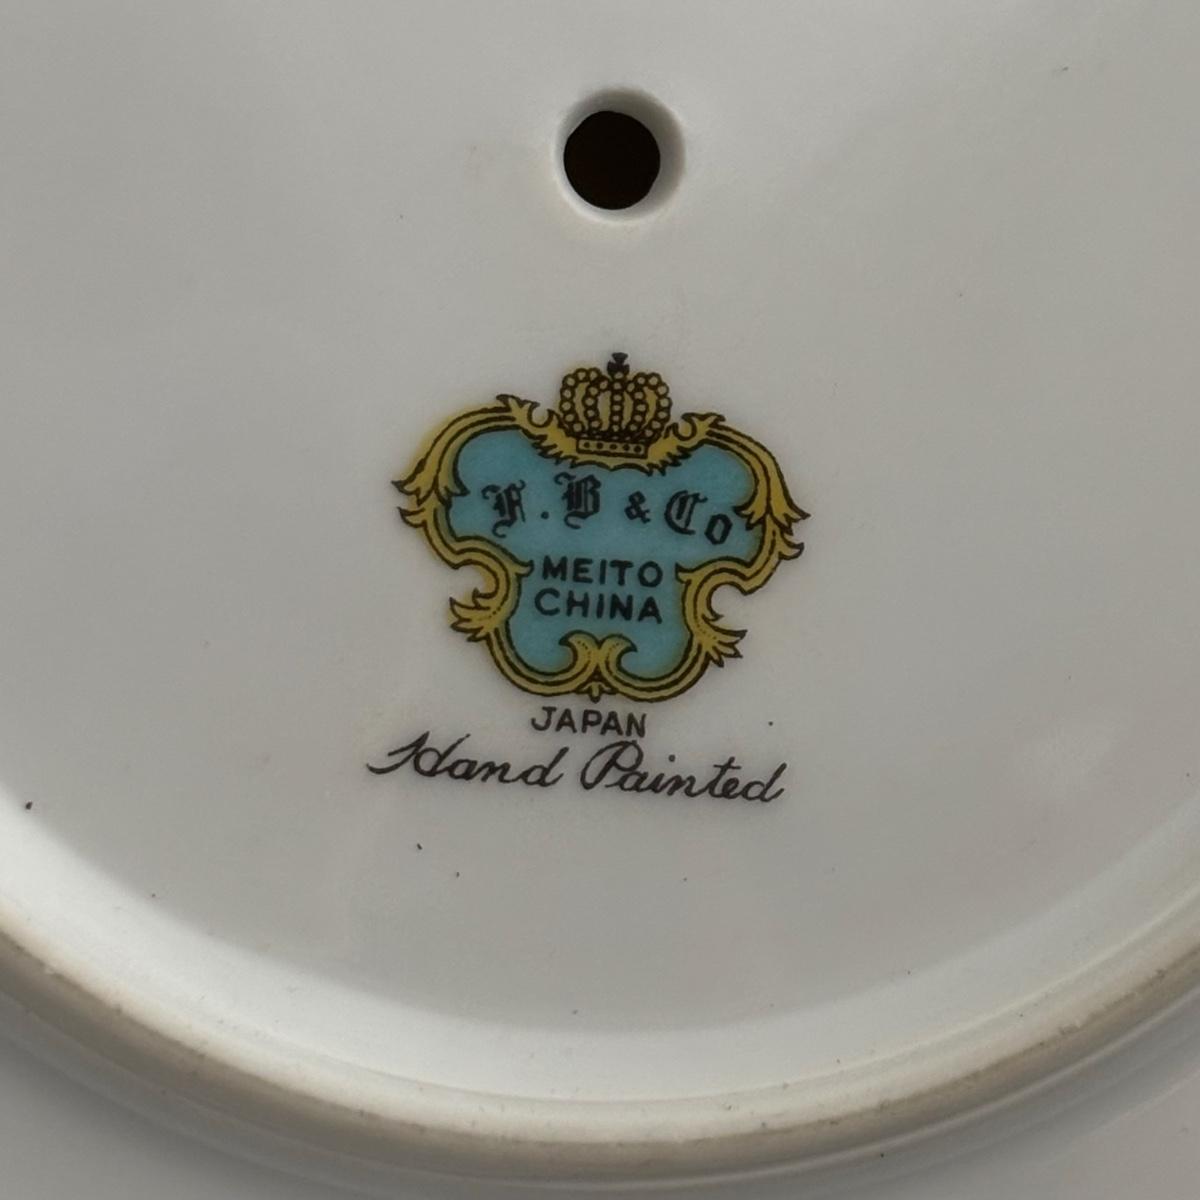 F. B & Co
MEITO
CHINA
JAPAN
Hand Painted